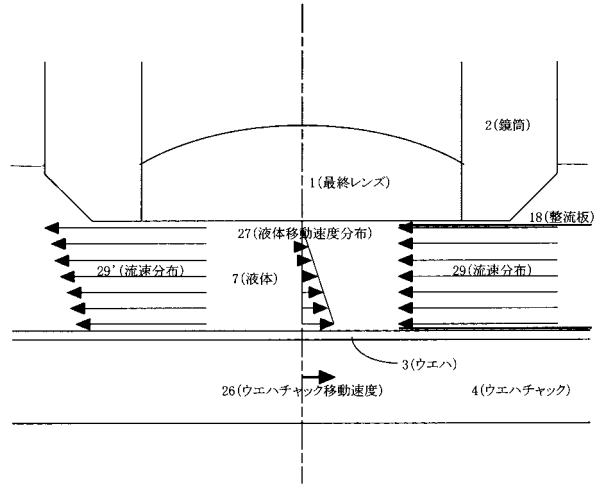 2(鏡筒)
1(最終レンズ)
18(整流板)
27(液体移動速度分布)
29'(流速分布)
7(液体)
29(流速分布)
3(ウエハ)
26(ウエハチャック移動速度)
4(ウエハチャック)